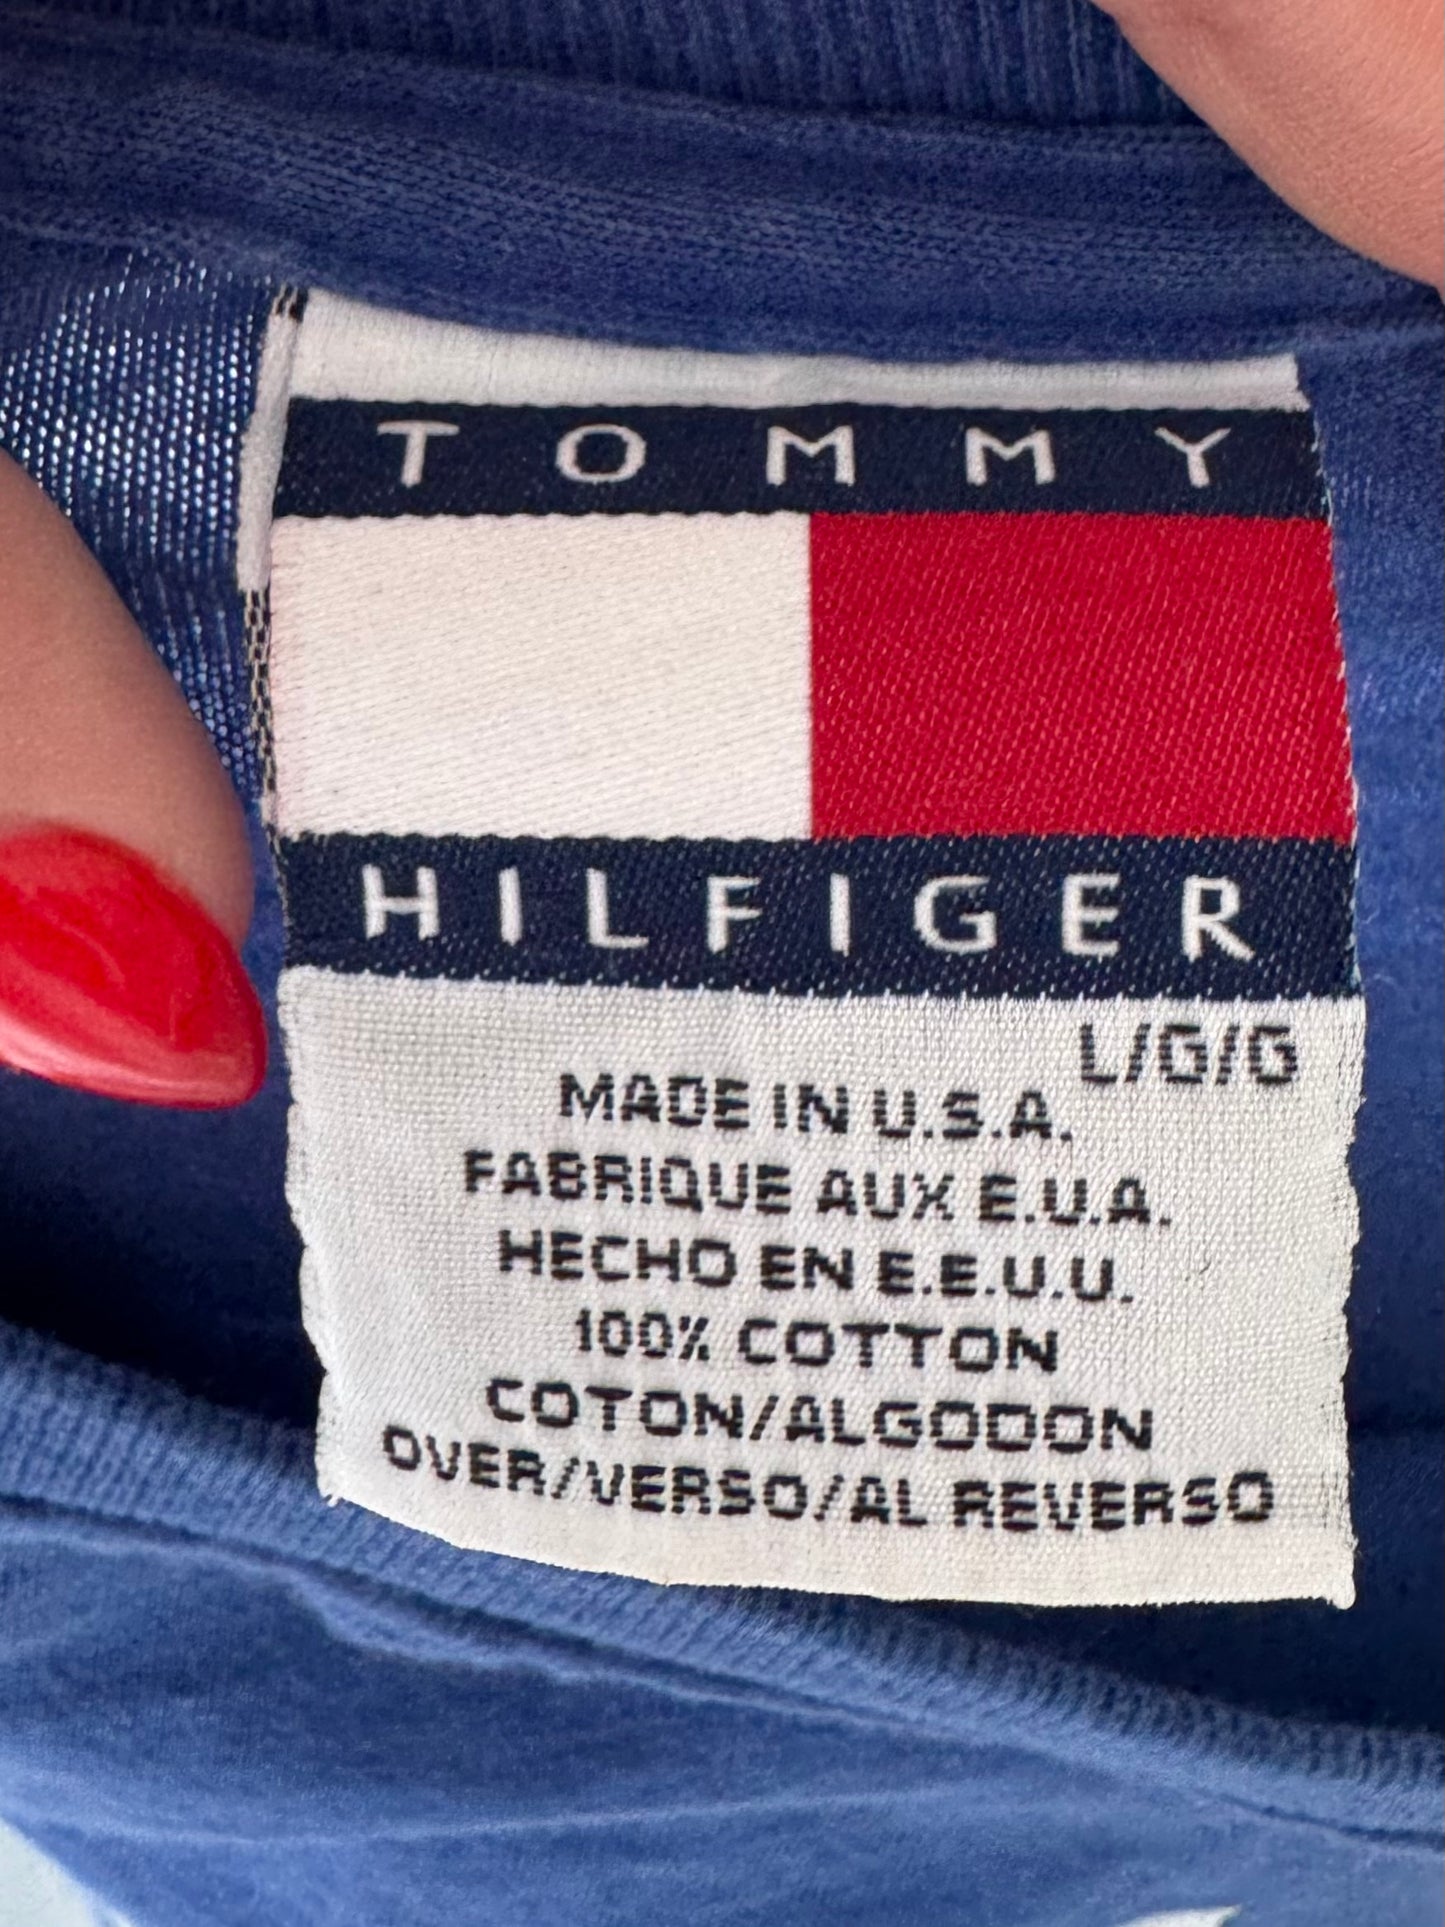 TOMMY
HILFIGER
L/G/G
MADE IN U.S.A.
FABRIQUE AUX E.U.A.
HECHO EN E.E.U.U.
100% COTTON
COTON/ALGODON
OVER/VERSO/AL REVERSO